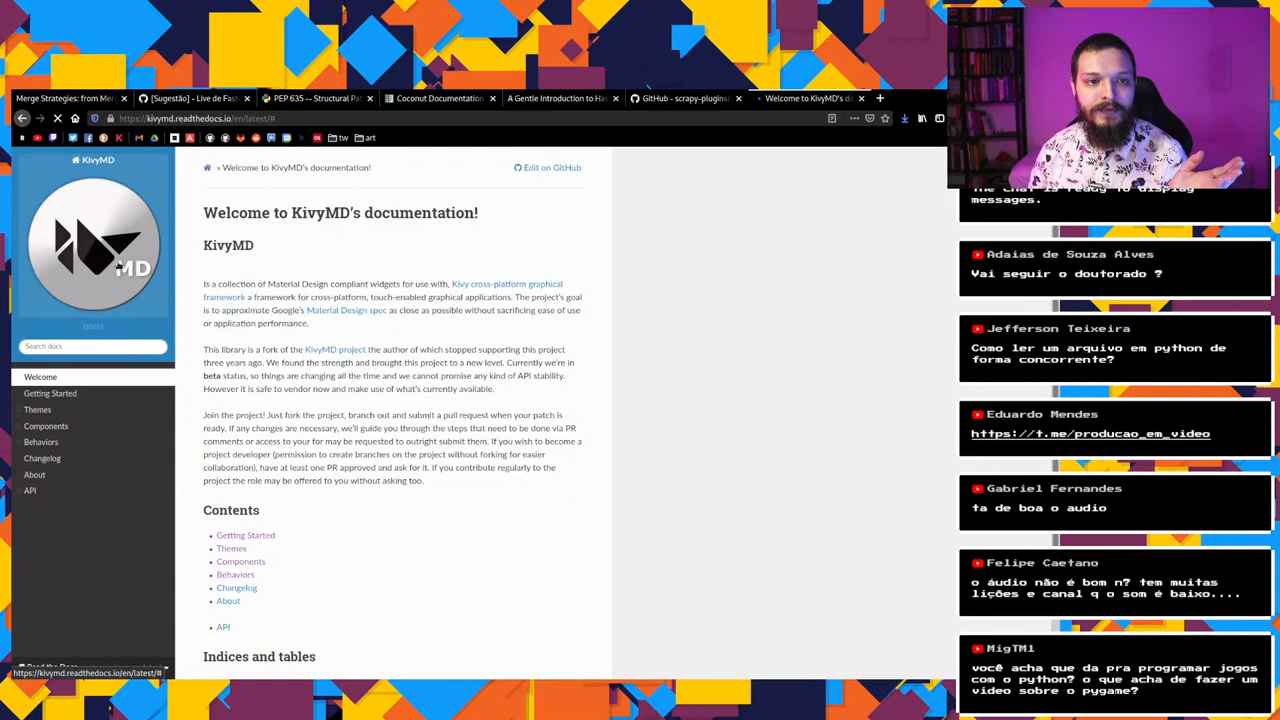 Merge Strategies: from Mer
[Sugestão] - Live de Fast
PEP 635 -- Structural Pat
Coconut Documentation
A Gentle Introduction to Has
GitHub - scrapy-plugins/
Welcome to KivyMD's do
https://kivymd.readthedocs.io/en/latest/#
tw
art
KivyMD
MD
latest
Search docs
Welcome
Getting Started
Themes
Components
Behaviors
Changelog
About
API
https://kivymd.readthedocs.io/en/latest/#
» Welcome to KivyMD's documentation!
Edit on GitHub
Welcome to KivyMD's documentation!
KivyMD
Is a collection of Material Design compliant widgets for use with, Kivy cross-platform graphical
framework a framework for cross-platform, touch-enabled graphical applications. The project's goal
is to approximate Google's Material Design spec as close as possible without sacrificing ease of use
or application performance.
This library is a fork of the KivyMD project the author of which stopped supporting this project
three years ago. We found the strength and brought this project to a new level. Currently we're in
beta status, so things are changing all the time and we cannot promise any kind of API stability.
However it is safe to vendor now and make use of what's currently available.
Join the project! Just fork the project, branch out and submit a pull request when your patch is
ready. If any changes are necessary, we'll guide you through the steps that need to be done via PR
comments or access to your for may be requested to outright submit them. If you wish to become a
project developer (permission to create branches on the project without forking for easier
collaboration), have at least one PR approved and ask for it. If you contribute regularly to the
project the role may be offered to you without asking too.
Contents
Getting Started
Themes
Components
Behaviors
Changelog
About
API
Indices and tables
The chat is ready to display
messages.
Adaias de Souza Alves
Vai seguir o doutorado ?
Jefferson Teixeira
Como ler um arquivo em python de
forma concorrente?
Eduardo Mendes
https://t.me/producao_em_video
Gabriel Fernandes
ta de boa o audio
Felipe Caetano
o áudio não é bom n? tem muitas
lições e canal q o som é baixo....
MigTM1
você acha que da pra programar jogos
com o python? o que acha de fazer um
video sobre o pygame?